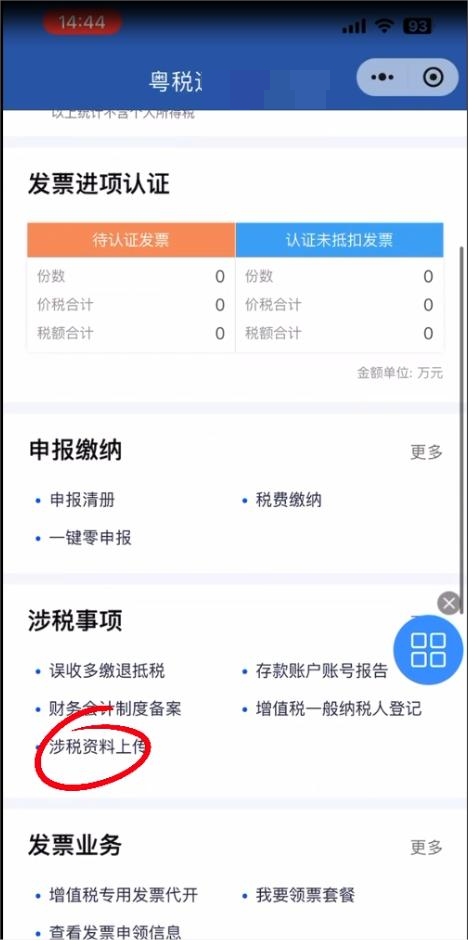 14:44
93
粤税
以上统计不含个人所得税
发票进项认证
待认证发票 认证未抵扣发票
份数 0 份数 0
价税合计 0 价税合计 0
税额合计 0 税额合计 0
金额单位: 万元
申报缴纳 更多
申报清册 税费缴纳
一键零申报
涉税事项
误收多缴退抵税 存款账户账号报告
财务会计制度备案 增值税一般纳税人登记
涉税资料上传
发票业务 更多
增值税专用发票代开 我要领票套餐
查看发票申领信息